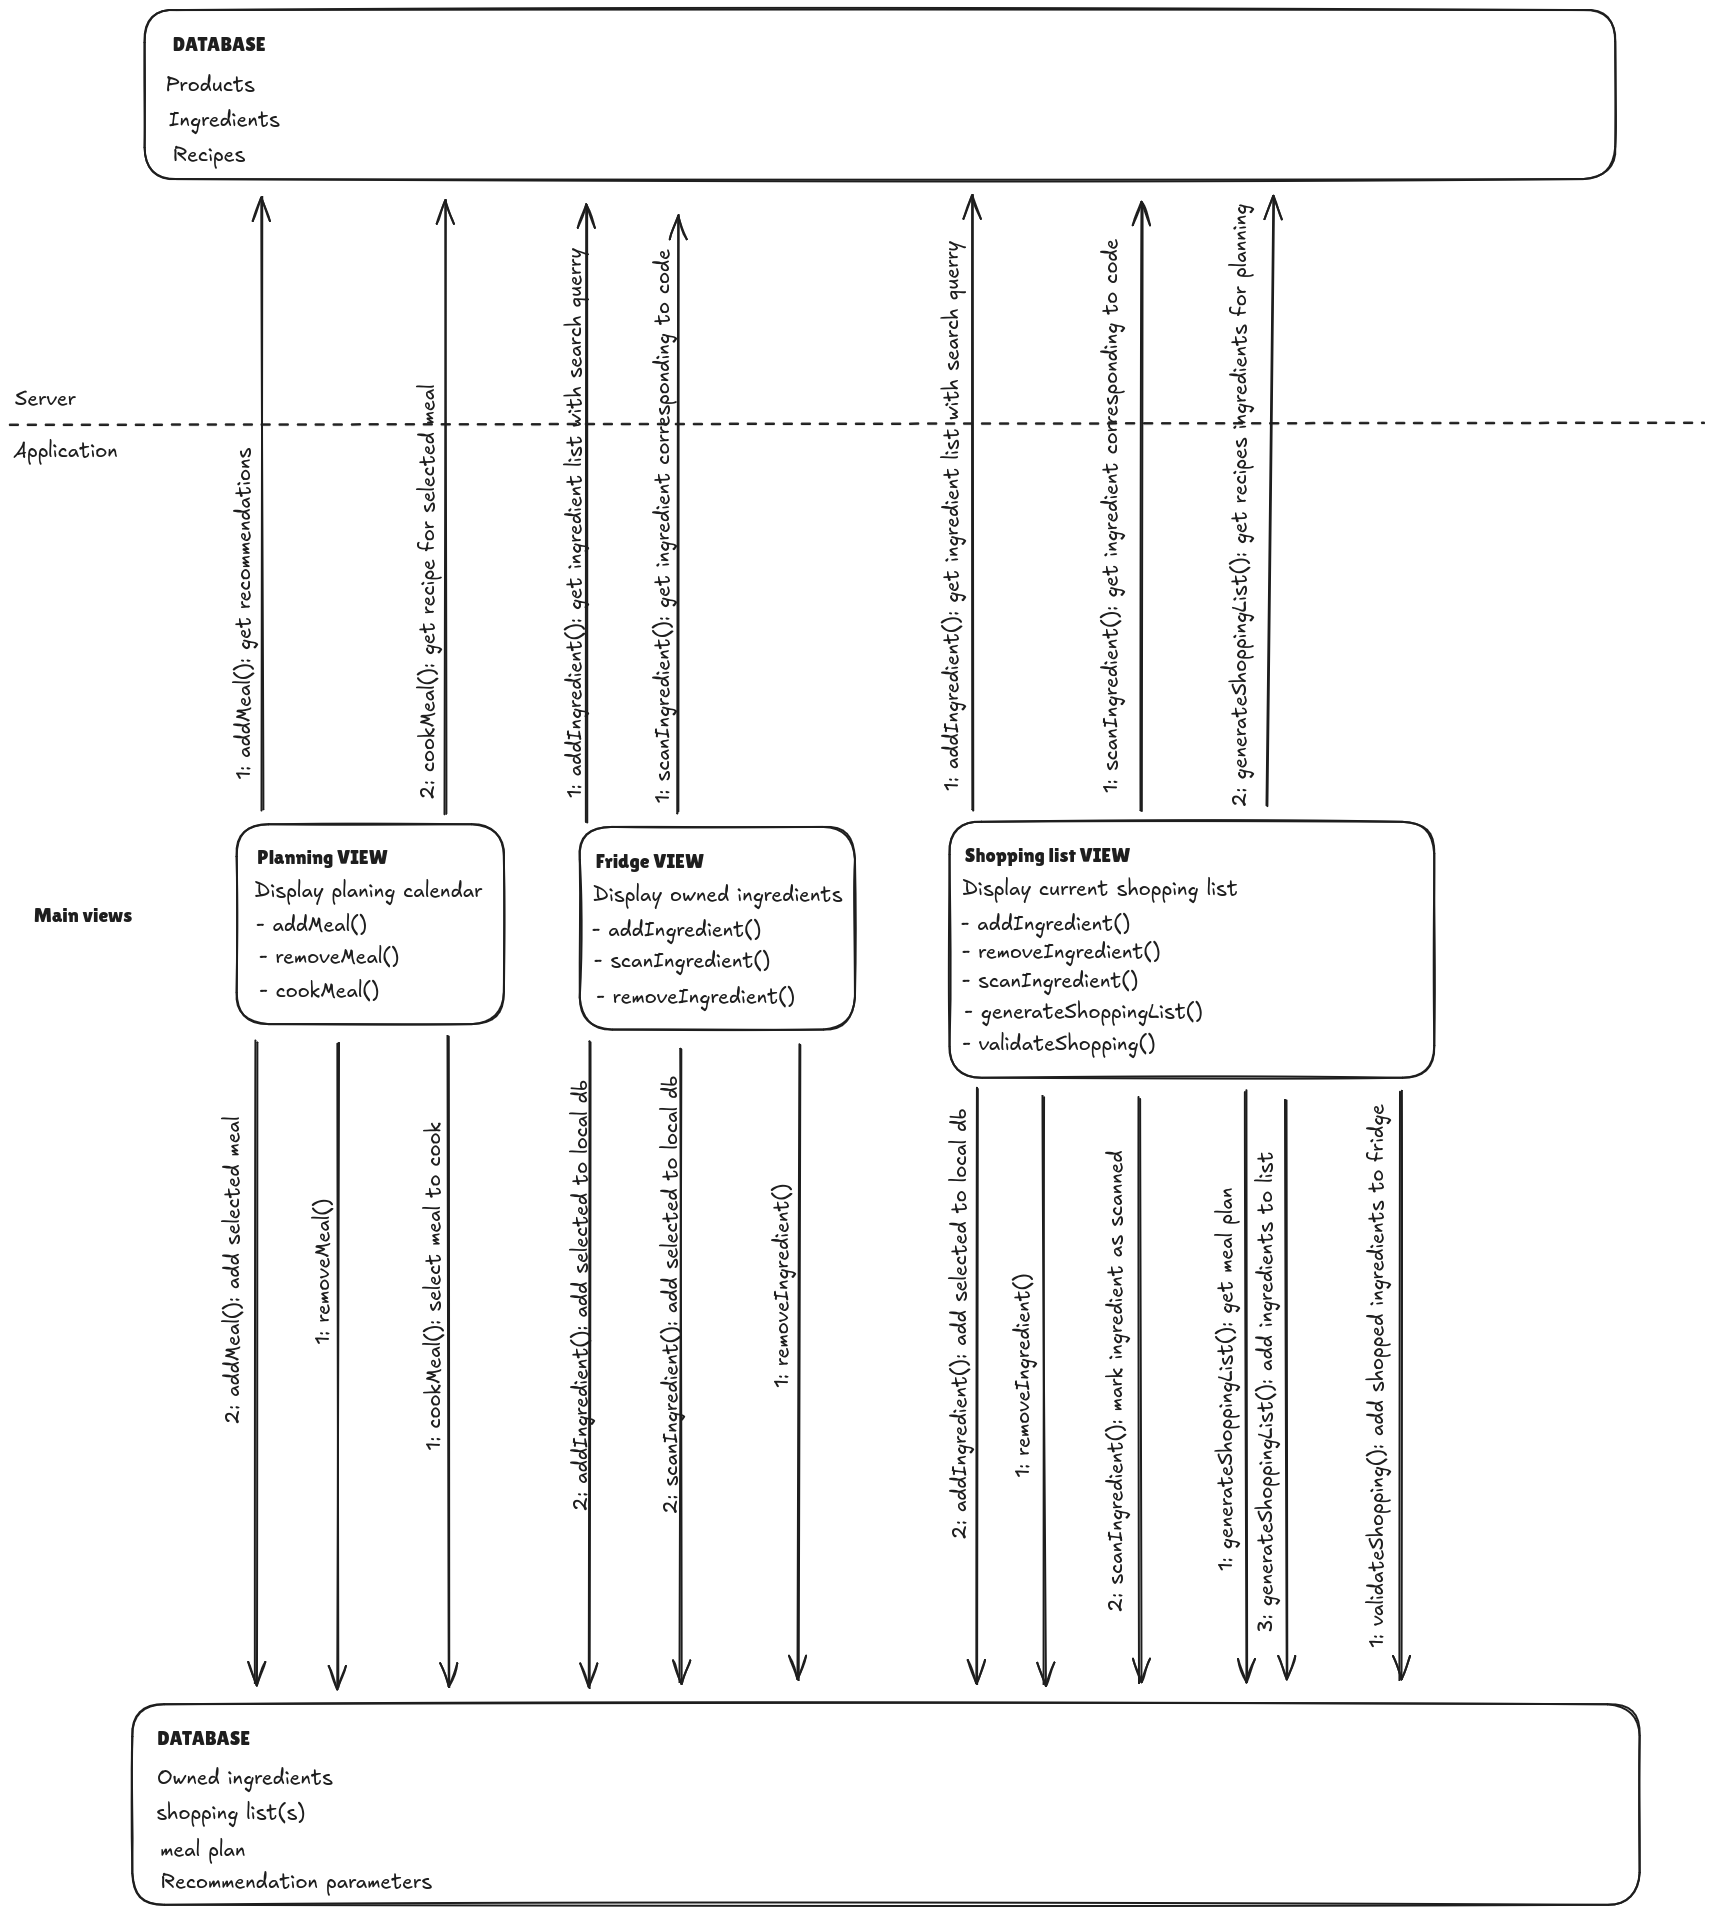 DATABASE
Products
Ingredients
Recipes
Server
Application
1: addMeal(): get recommendations
2: cookMeal(): get recipe for selected meal
1: addIngredient(): get ingredient list with search querry
1: scanIngredient(): get ingredient corresponding to code
1: addIngredient(): get ingredient list with search querry
1: scanIngredient(): get ingredient corresponding to code
2: generateShoppingList(): get recipes ingredients for planning
Main views
Planning VIEW
Display planing calendar
- addMeal()
- removeMeal()
- cookMeal()
Fridge VIEW
Display owned ingredients
- addIngredient()
- scanIngredient()
- removeIngredient()
Shopping list VIEW
Display current shopping list
- addIngredient()
- removeIngredient()
- scanIngredient()
- generateShoppingList()
- validateShopping()
2: addMeal(): add selected meal
1: removeMeal()
1: cookMeal(): select meal to cook
2: addIngredient(): add selected to local db
2: scanIngredient(): add selected to local db
1: removeIngredient()
2: addIngredient(): add selected to local db
1: removeIngredient()
2: scanIngredient(): mark ingredient as scanned
1: generateShoppingList(): get meal plan
3: generateShoppingList(): add ingredients to list
1: validateShopping(): add shopped ingredients to fridge
DATABASE
Owned ingredients
shopping list(s)
meal plan
Recommendation parameters